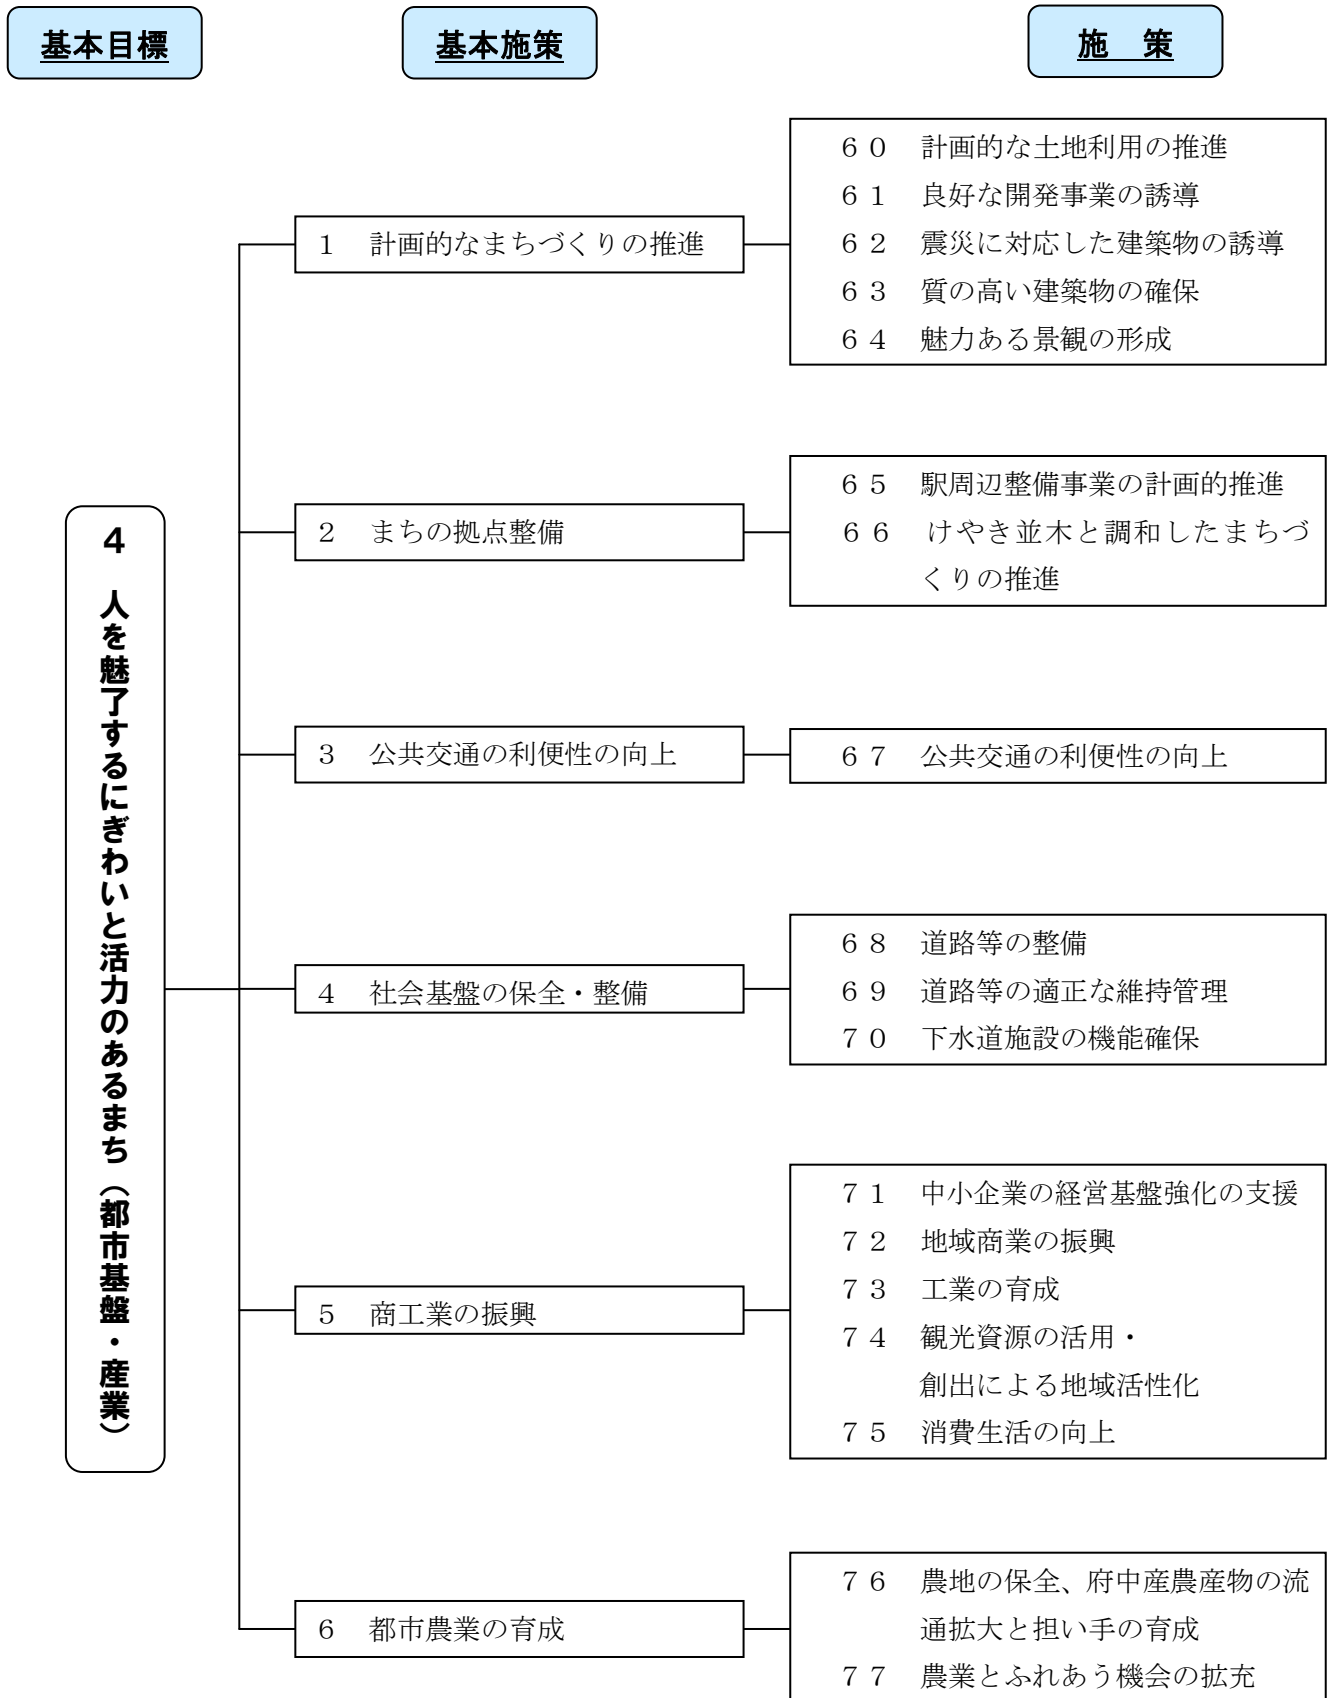 基本目標
基本施策
施　策
４　人を魅了するにぎわいと活力のあるまち（都市基盤・産業）
１　計画的なまちづくりの推進
６０　計画的な土地利用の推進
６１　良好な開発事業の誘導
６２　震災に対応した建築物の誘導
６３　質の高い建築物の確保
６４　魅力ある景観の形成
２　まちの拠点整備
６５　駅周辺整備事業の計画的推進
６６　けやき並木と調和したまちづ
くりの推進
３　公共交通の利便性の向上
６７　公共交通の利便性の向上
４　社会基盤の保全・整備
６８　道路等の整備
６９　道路等の適正な維持管理
７０　下水道施設の機能確保
５　商工業の振興
７１　中小企業の経営基盤強化の支援
７２　地域商業の振興
７３　工業の育成
７４　観光資源の活用・
創出による地域活性化
７５　消費生活の向上
６　都市農業の育成
７６　農地の保全、府中産農産物の流
通拡大と担い手の育成
７７　農業とふれあう機会の拡充